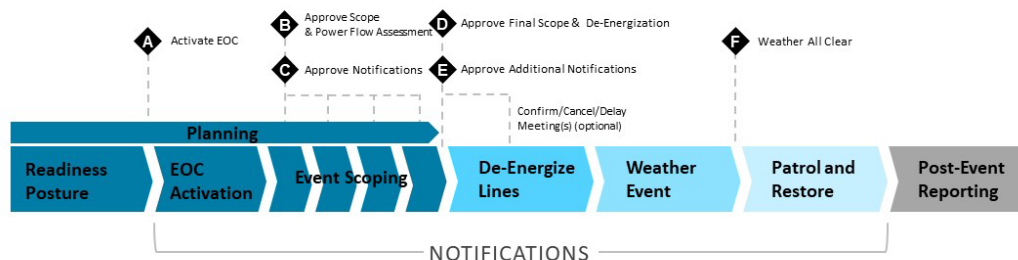 A
Activate EOC
B
Approve Scope
& Power Flow Assessment
C
Approve Notifications
D
Approve Final Scope & De-Energization
E
Approve Additional Notifications
Confirm/Cancel/Delay
Meeting(s) (optional)
F
Weather All Clear
Planning
Readiness
Posture
EOC
Activation
Event Scoping
De-Energize
Lines
Weather
Event
Patrol and
Restore
Post-Event
Reporting
NOTIFICATIONS